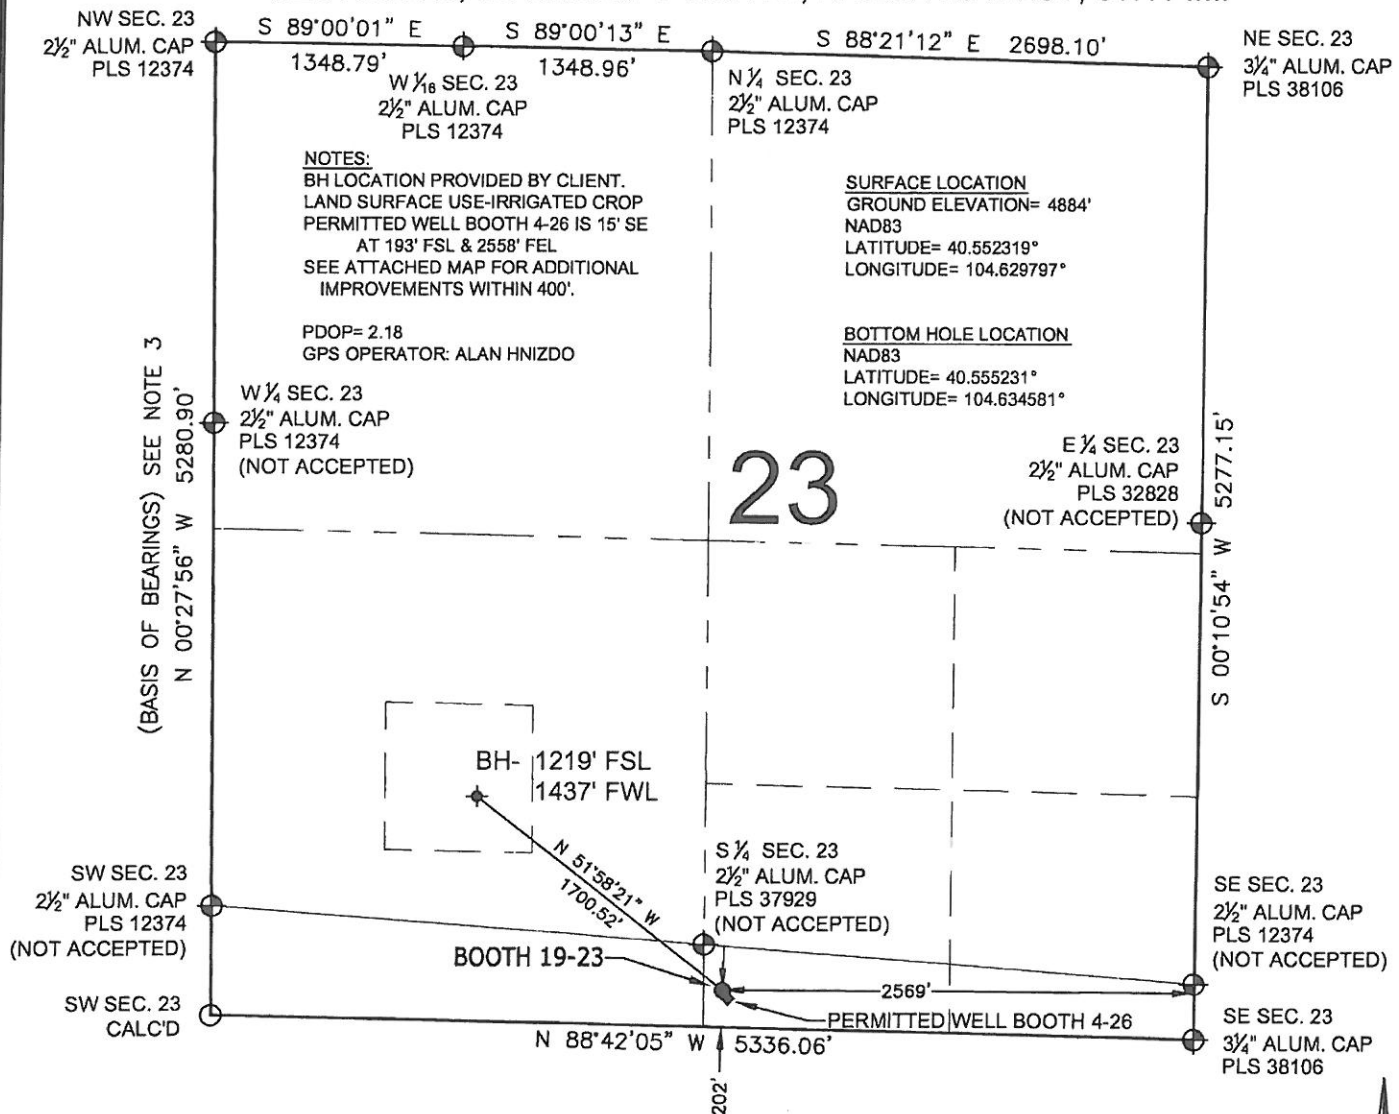 NW SEC. 23
2½" ALUM. CAP
PLS 12374
S 89°00'01" E
1348.79'
S 89°00'13" E
1348.96'
S 88°21'12" E 2698.10'
NE SEC. 23
3¼" ALUM. CAP
PLS 38106
W 1/16 SEC. 23
2½" ALUM. CAP
PLS 12374
N ¼ SEC. 23
2½" ALUM. CAP
PLS 12374
NOTES:
BH LOCATION PROVIDED BY CLIENT.
LAND SURFACE USE-IRRIGATED CROP
PERMITTED WELL BOOTH 4-26 IS 15' SE
AT 193' FSL & 2558' FEL
SEE ATTACHED MAP FOR ADDITIONAL
IMPROVEMENTS WITHIN 400'.
PDOP= 2.18
GPS OPERATOR: ALAN HNIZDO
SURFACE LOCATION
GROUND ELEVATION= 4884'
NAD83
LATITUDE= 40.552319°
LONGITUDE= 104.629797°
BOTTOM HOLE LOCATION
NAD83
LATITUDE= 40.555231°
LONGITUDE= 104.634581°
(BASIS OF BEARINGS) SEE NOTE 3
N 00°27'56" W 5280.90'
W ¼ SEC. 23
2½" ALUM. CAP
PLS 12374
(NOT ACCEPTED)
23
E ¼ SEC. 23
2½" ALUM. CAP
PLS 32828
(NOT ACCEPTED)
S 00°10'54" W 5277.15'
BH- 1219' FSL
1437' FWL
N 51°58'21" W
1700.52'
S ¼ SEC. 23
2½" ALUM. CAP
PLS 37929
(NOT ACCEPTED)
SW SEC. 23
2½" ALUM. CAP
PLS 12374
(NOT ACCEPTED)
SE SEC. 23
2½" ALUM. CAP
PLS 12374
(NOT ACCEPTED)
BOOTH 19-23
2569'
PERMITTED WELL BOOTH 4-26
SW SEC. 23
CALC'D
N 88°42'05" W 5336.06'
202'
SE SEC. 23
3¼" ALUM. CAP
PLS 38106